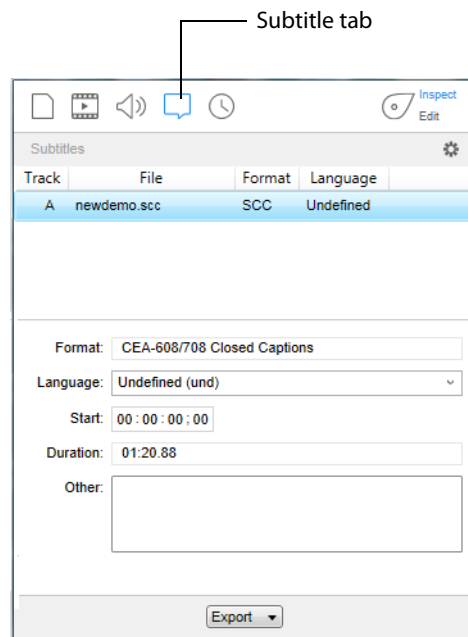 Subtitle tab
Inspect
Edit
Subtitles
Track File Format Language
A newdemo.scc SCC Undefined
Format: CEA-608/708 Closed Captions
Language: Undefined (und)
Start: 00:00:00;00
Duration: 01:20.88
Other:
Export